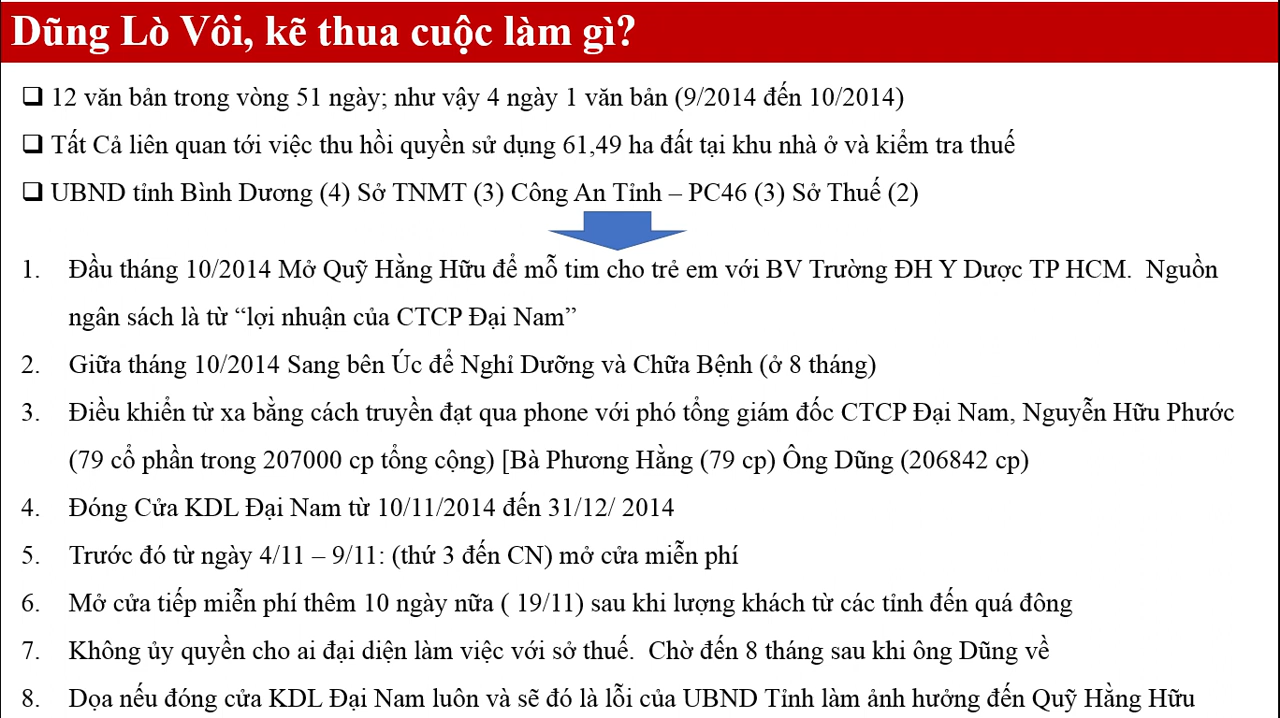 Dũng Lò Vôi, kẽ thua cuộc làm gì?
❑ 12 văn bản trong vòng 51 ngày; như vậy 4 ngày 1 văn bản (9/2014 đến 10/2014)
❑ Tất Cả liên quan tới việc thu hồi quyền sử dụng 61,49 ha đất tại khu nhà ở và kiểm tra thuế
❑ UBND tỉnh Bình Dương (4) Sở TNMT (3) Công An Tỉnh – PC46 (3) Sở Thuế (2)
1. Đầu tháng 10/2014 Mở Quỹ Hằng Hữu để mỗ tim cho trẻ em với BV Trường ĐH Y Dược TP HCM. Nguồn
ngân sách là từ “lợi nhuận của CTCP Đại Nam”
2. Giữa tháng 10/2014 Sang bên Úc để Nghỉ Dưỡng và Chữa Bệnh (ở 8 tháng)
3. Điều khiển từ xa bằng cách truyền đạt qua phone với phó tổng giám đốc CTCP Đại Nam, Nguyễn Hữu Phước
(79 cổ phần trong 207000 cp tổng cộng) [Bà Phương Hằng (79 cp) Ông Dũng (206842 cp)
4. Đóng Cửa KDL Đại Nam từ 10/11/2014 đến 31/12/ 2014
5. Trước đó từ ngày 4/11 – 9/11: (thứ 3 đến CN) mở cửa miễn phí
6. Mở cửa tiếp miễn phí thêm 10 ngày nữa ( 19/11) sau khi lượng khách từ các tỉnh đến quá đông
7. Không ủy quyền cho ai đại diện làm việc với sở thuế. Chờ đến 8 tháng sau khi ông Dũng về
8. Dọa nếu đóng cửa KDL Đại Nam luôn và sẽ đó là lỗi của UBND Tỉnh làm ảnh hưởng đến Quỹ Hằng Hữu